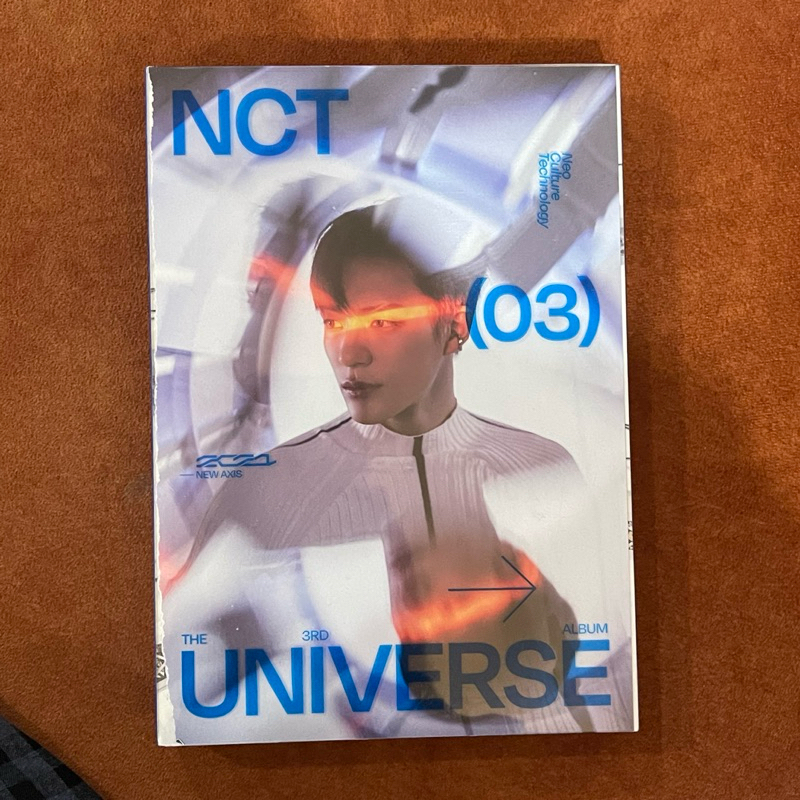 NCT
Neo
Culture
Technology
(03)
2021
NEW AXIS
THE 3RD ALBUM
UNIVERSE